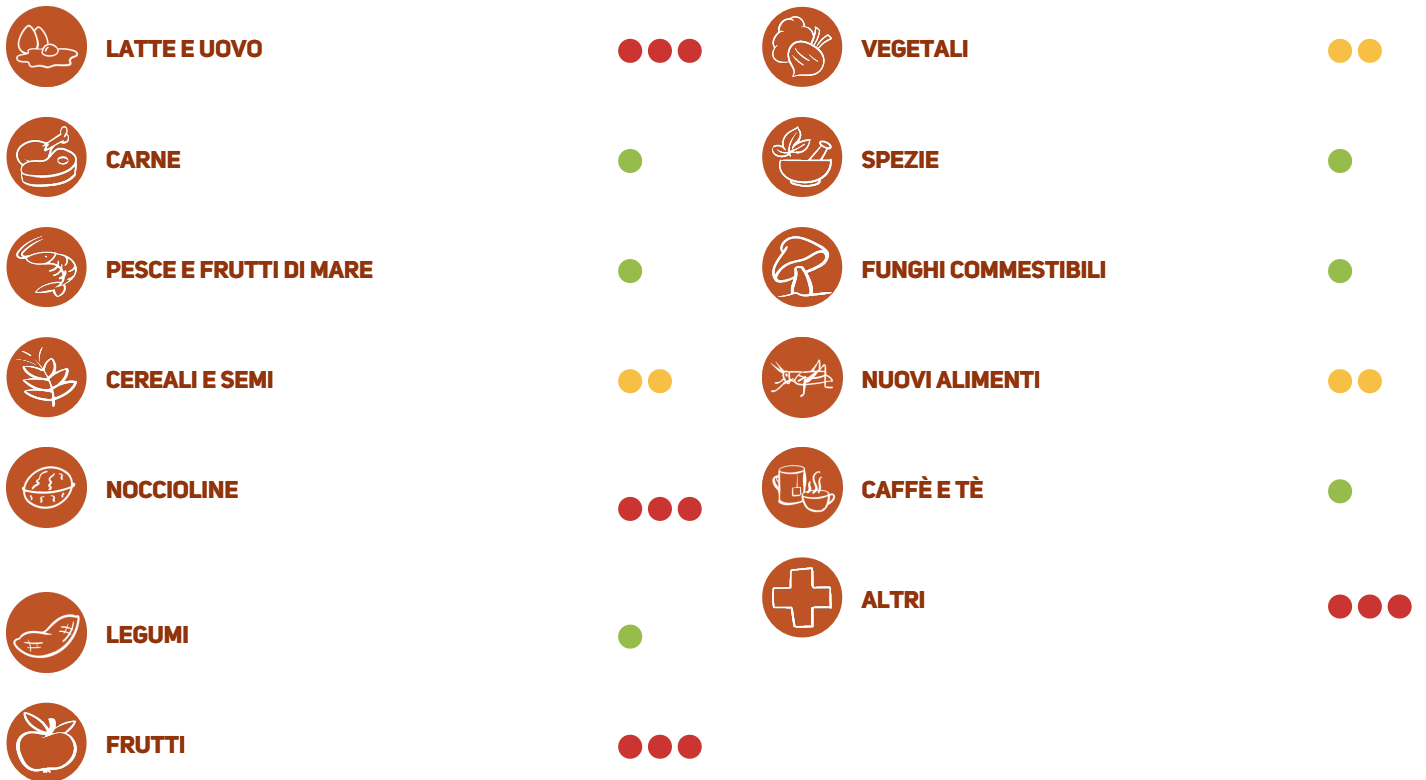 LATTE E UOVO
CARNE
PESCE E FRUTTI DI MARE
CEREALI E SEMI
NOCCIOLINE
LEGUMI
FRUTTI
VEGETALI
SPEZIE
FUNGHI COMMESTIBILI
NUOVI ALIMENTI
CAFFÈ E TÈ
ALTRI